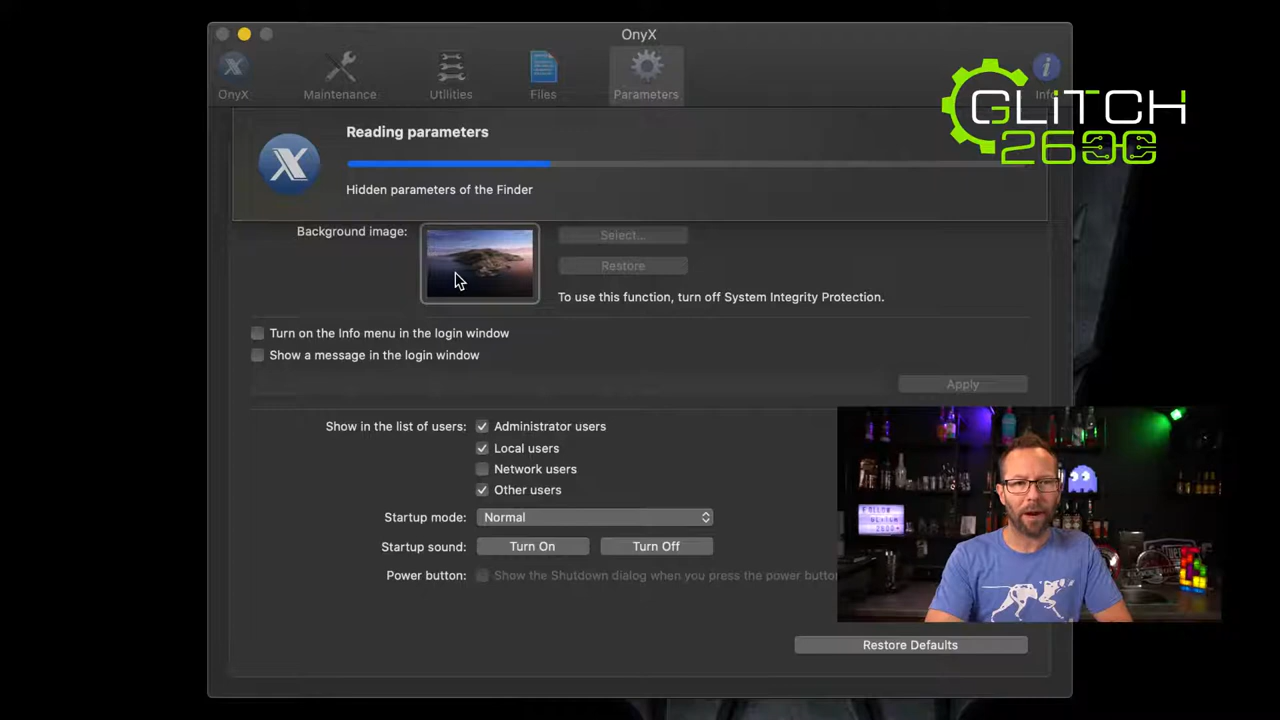 OnyX
OnyX
Maintenance
Utilities
Files
Parameters
Info
GLiTCH
2600
Reading parameters
Hidden parameters of the Finder
Background image:
Select...
Restore
To use this function, turn off System Integrity Protection.
Turn on the Info menu in the login window
Show a message in the login window
Apply
Show in the list of users:
Administrator users
Local users
Network users
Other users
Startup mode:
Normal
Startup sound:
Turn On
Turn Off
Power button:
Show the Shutdown dialog when you press the power button
FOLLOW
GLITCH
2600
Restore Defaults